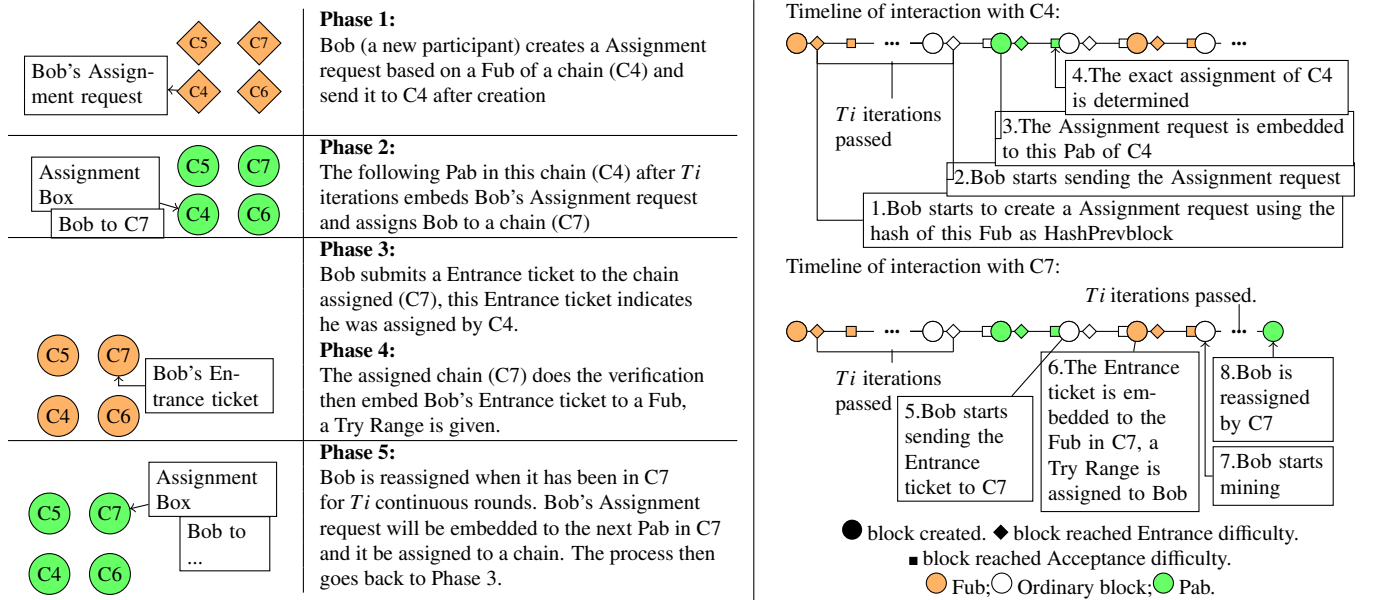 C5
C7
C4
C6
Bob's Assign-
ment request
Phase 1:
Bob (a new participant) creates a Assignment
request based on a Fub of a chain (C4) and
send it to C4 after creation
C5
C7
C4
C6
Assignment
Box
Bob to C7
Phase 2:
The following Pab in this chain (C4) after Ti
iterations embeds Bob's Assignment request
and assigns Bob to a chain (C7)
Phase 3:
Bob submits a Entrance ticket to the chain
assigned (C7), this Entrance ticket indicates
he was assigned by C4.
C5
C7
C4
C6
Bob's En-
trance ticket
Phase 4:
The assigned chain (C7) does the verification
then embed Bob's Entrance ticket to a Fub,
a Try Range is given.
C5
C7
C4
C6
Assignment
Box
Bob to
...
Phase 5:
Bob is reassigned when it has been in C7
for Ti continuous rounds. Bob's Assignment
request will be embedded to the next Pab in C7
and it be assigned to a chain. The process then
goes back to Phase 3.
Timeline of interaction with C4:
...
...
Ti iterations
passed
4.The exact assignment of C4
is determined
3.The Assignment request is embedded
to this Pab of C4
2.Bob starts sending the Assignment request
1.Bob starts to create a Assignment request using the
hash of this Fub as HashPrevblock
Timeline of interaction with C7:
Ti iterations passed.
...
...
Ti iterations
passed
5.Bob starts
sending the
Entrance
ticket to C7
6.The Entrance
ticket is em-
bedded to the
Fub in C7, a
Try Range is
assigned to Bob
8.Bob is
reassigned
by C7
7.Bob starts
mining
block created. block reached Entrance difficulty.
block reached Acceptance difficulty.
Fub; Ordinary block; Pab.